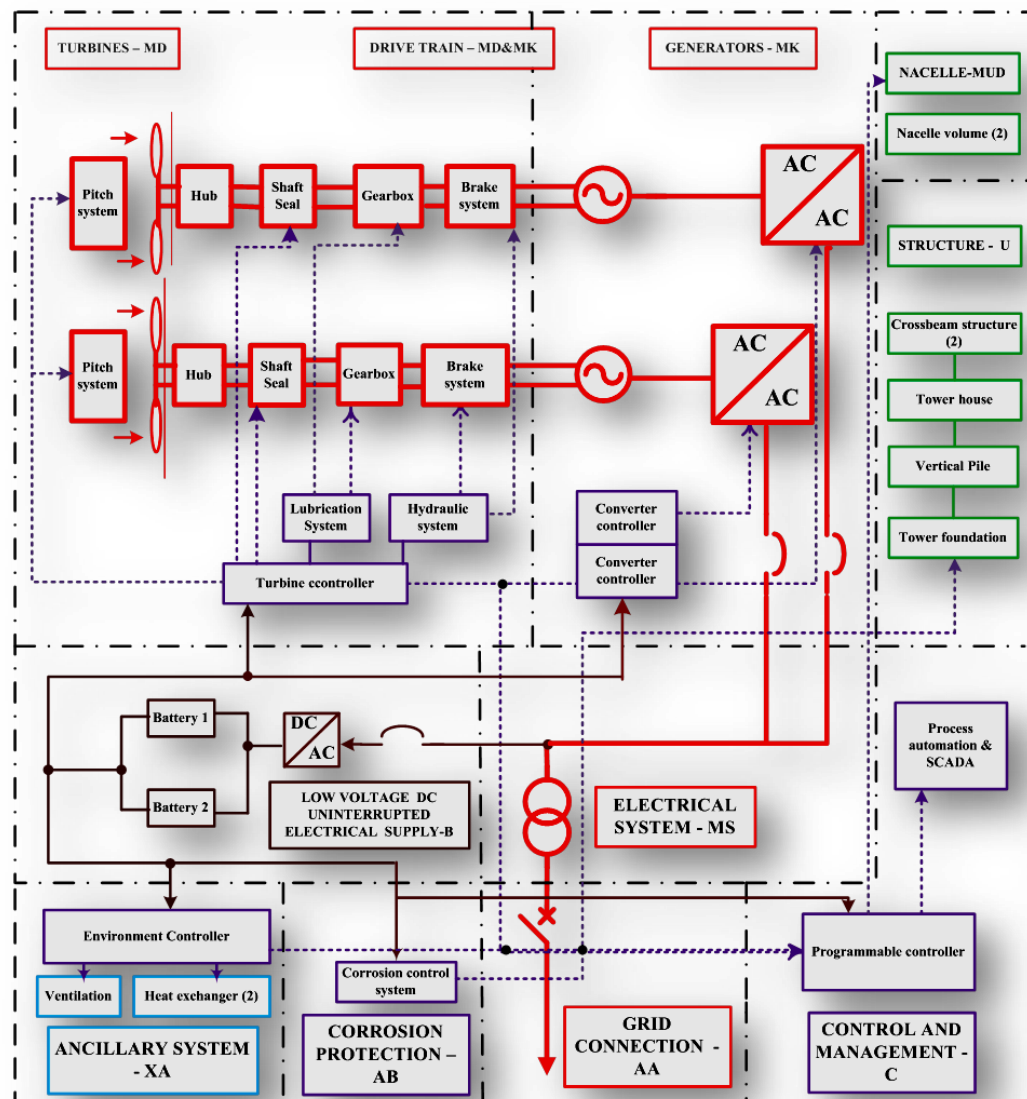 TURBINES – MD
DRIVE TRAIN – MD&MK
GENERATORS - MK
NACELLE-MUD
Nacelle volume (2)
Pitch
system
Hub
Shaft
Seal
Gearbox
Brake
system
AC
AC
STRUCTURE - U
Crossbeam structure
(2)
Tower house
Vertical Pile
Tower foundation
Pitch
system
Hub
Shaft
Seal
Gearbox
Brake
system
AC
AC
Lubrication
System
Hydraulic
system
Converter
controller
Converter
controller
Turbine ccontroller
Battery 1
Battery 2
DC
AC
LOW VOLTAGE DC
UNINTERRUPTED
ELECTRICAL SUPPLY-B
ELECTRICAL
SYSTEM - MS
Process
automation &
SCADA
Environment Controller
Ventilation
Heat exchanger (2)
ANCILLARY SYSTEM
- XA
Corrosion control
system
CORROSION
PROTECTION –
AB
GRID
CONNECTION -
AA
Programmable controller
CONTROL AND
MANAGEMENT -
C